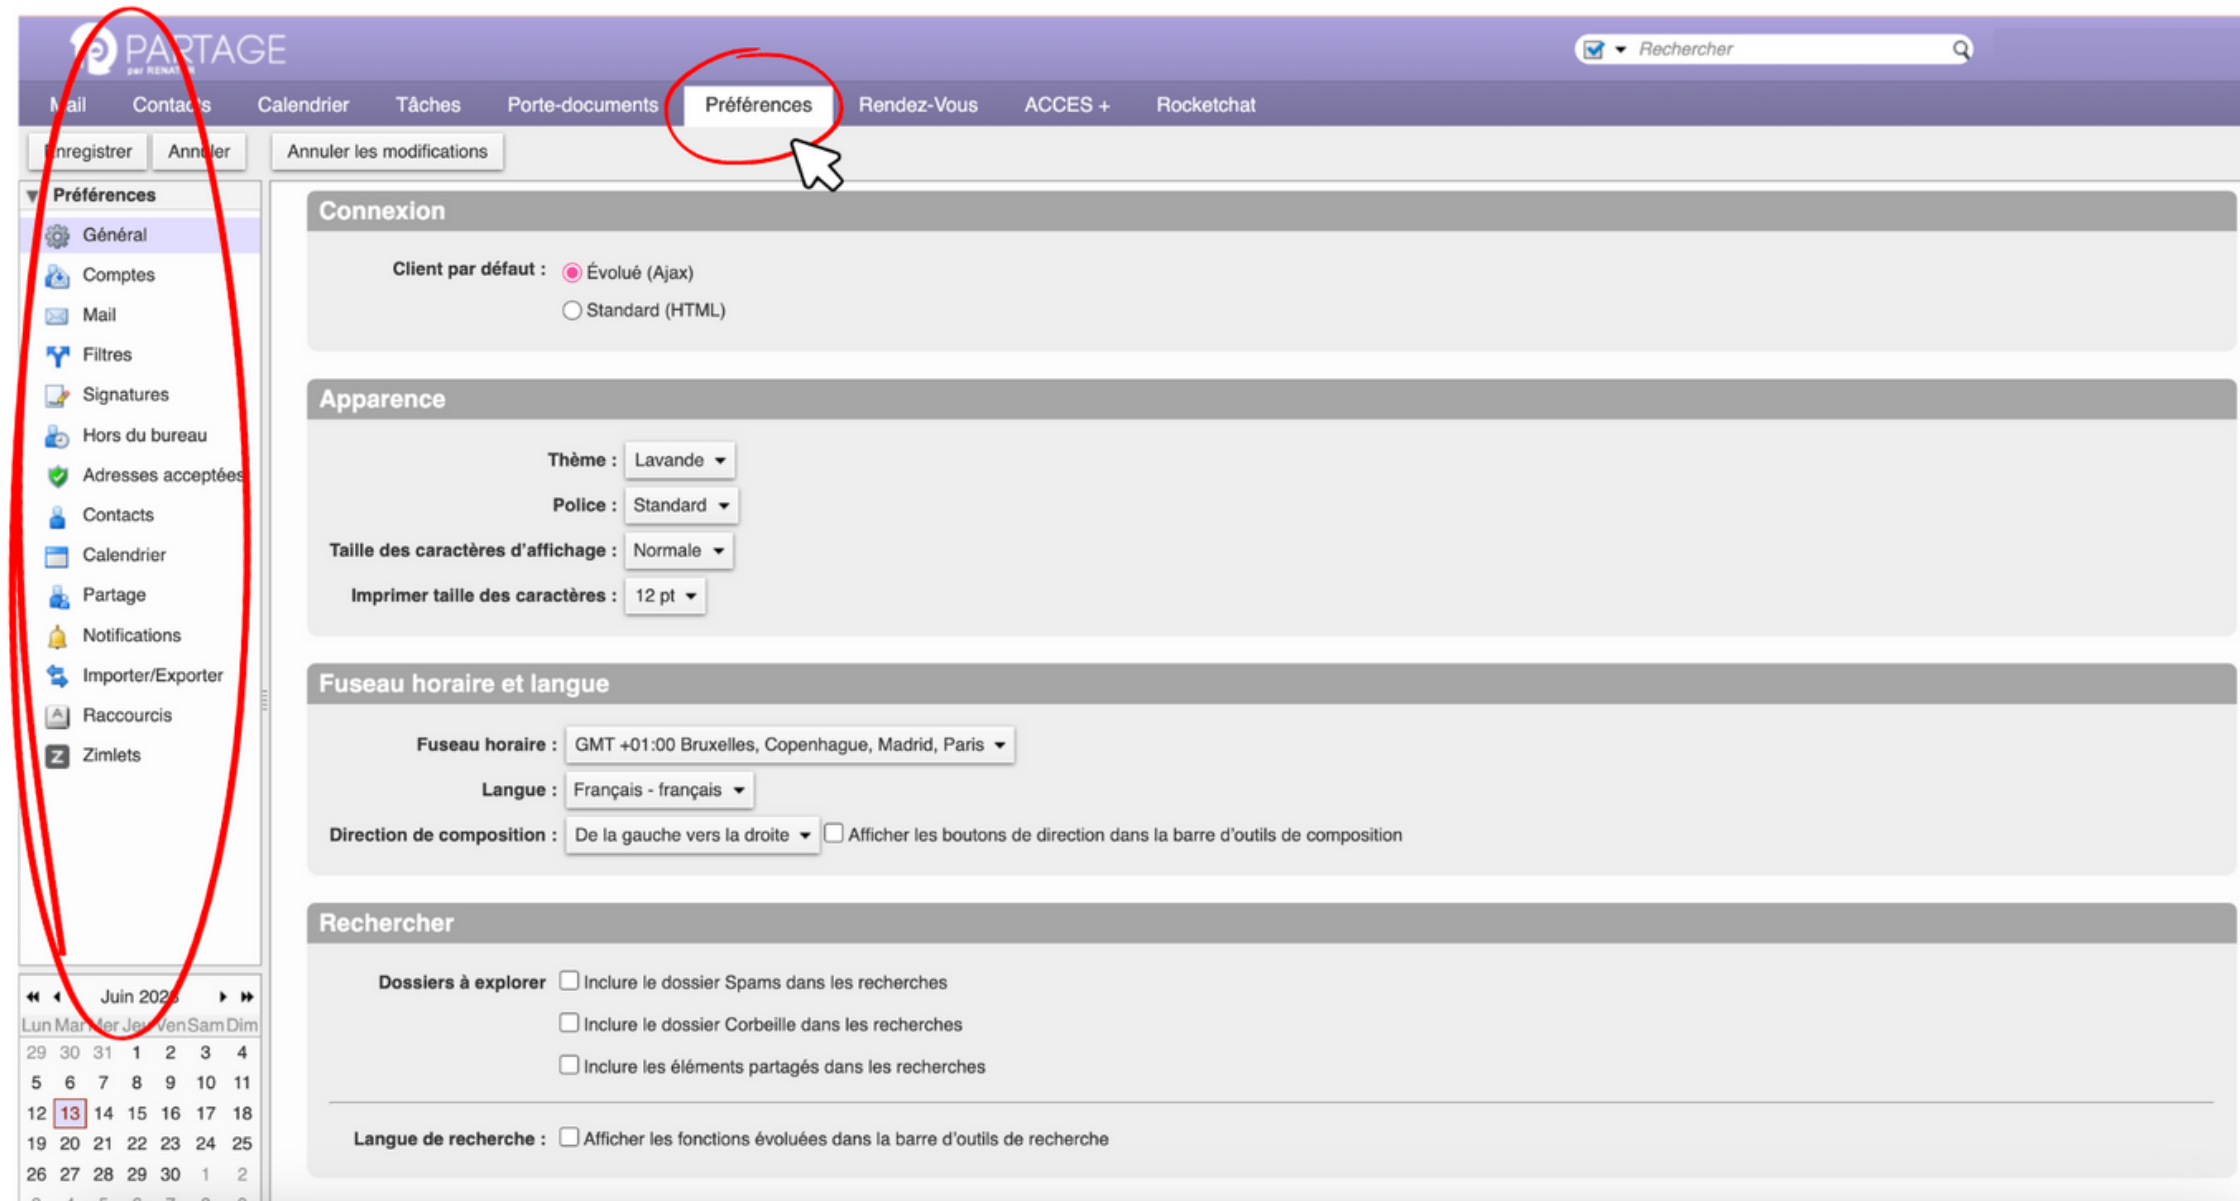 PARTAGE
par RENATER
Rechercher
Mail Contacts Calendrier Tâches Porte-documents Préférences Rendez-Vous ACCES + Rocketchat
Enregistrer Annuler Annuler les modifications
Préférences
Général
Comptes
Mail
Filtres
Signatures
Hors du bureau
Adresses acceptées
Contacts
Calendrier
Partage
Notifications
Importer/Exporter
Raccourcis
Zimlets
Juin 2023
Lun Mar Mer Jeu Ven Sam Dim
29 30 31 1 2 3 4
5 6 7 8 9 10 11
12 13 14 15 16 17 18
19 20 21 22 23 24 25
26 27 28 29 30 1 2
Connexion
Client par défaut : Évolué (Ajax)
Standard (HTML)
Apparence
Thème : Lavande
Police : Standard
Taille des caractères d'affichage : Normale
Imprimer taille des caractères : 12 pt
Fuseau horaire et langue
Fuseau horaire : GMT +01:00 Bruxelles, Copenhague, Madrid, Paris
Langue : Français - français
Direction de composition : De la gauche vers la droite Afficher les boutons de direction dans la barre d'outils de composition
Rechercher
Dossiers à explorer Inclure le dossier Spams dans les recherches
Inclure le dossier Corbeille dans les recherches
Inclure les éléments partagés dans les recherches
Langue de recherche : Afficher les fonctions évoluées dans la barre d'outils de recherche